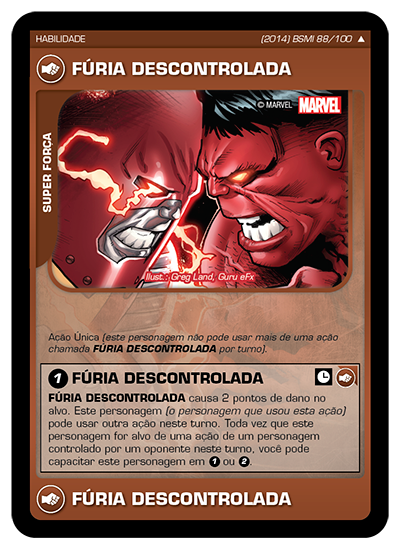 HABILIDADE (2014) BSMI 88/100 ▲
FÚRIA DESCONTROLADA
© MARVEL MARVEL
SUPER FORÇA
Ilust.: Greg Land, Guru eFx
Ação Única (este personagem não pode usar mais de uma ação
chamada FÚRIA DESCONTROLADA por turno).
1 FÚRIA DESCONTROLADA
FÚRIA DESCONTROLADA causa 2 pontos de dano no
alvo. Este personagem (o personagem que usou esta ação)
pode usar outra ação neste turno. Toda vez que este
personagem for alvo de uma ação de um personagem
controlado por um oponente neste turno, você pode
capacitar este personagem em 1 ou 2.
FÚRIA DESCONTROLADA